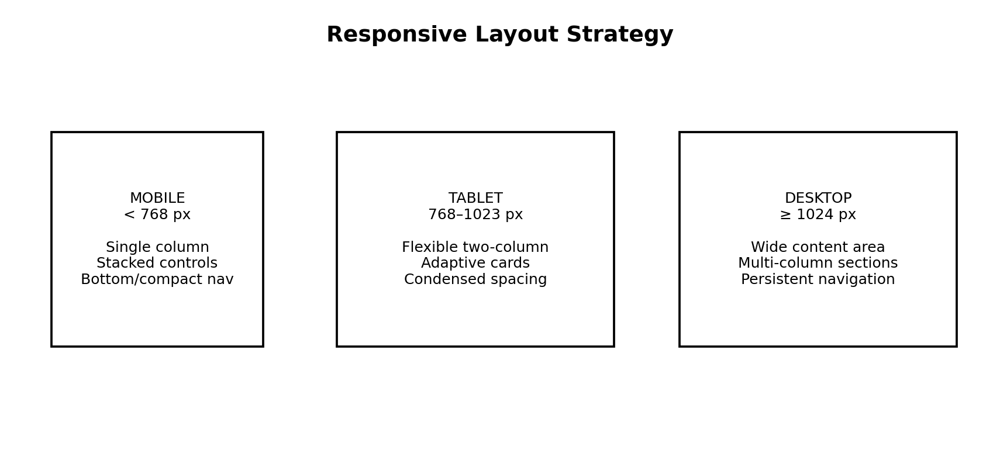 Responsive Layout Strategy
MOBILE
< 768 px
Single column
Stacked controls
Bottom/compact nav
TABLET
768–1023 px
Flexible two-column
Adaptive cards
Condensed spacing
DESKTOP
≥ 1024 px
Wide content area
Multi-column sections
Persistent navigation